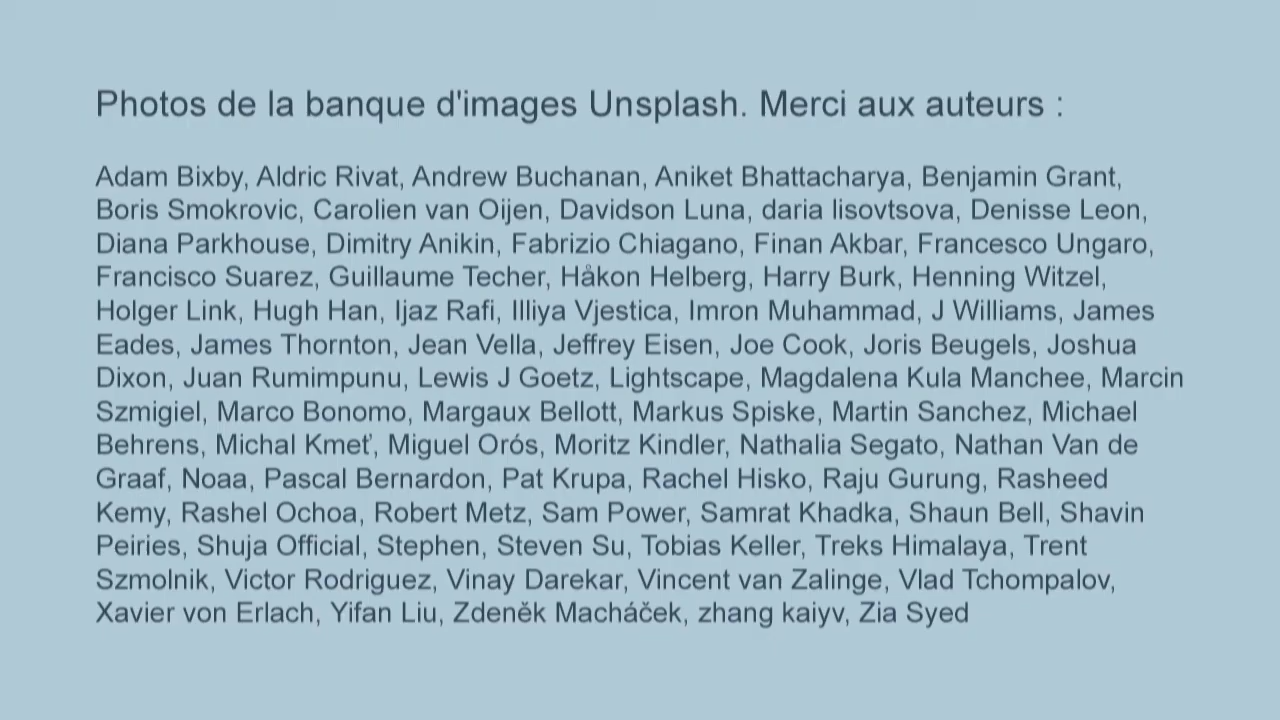 Photos de la banque d'images Unsplash. Merci aux auteurs :
Adam Bixby, Aldric Rivat, Andrew Buchanan, Aniket Bhattacharya, Benjamin Grant,
Boris Smokrovic, Carolien van Oijen, Davidson Luna, daria lisovtsova, Denisse Leon,
Diana Parkhouse, Dimitry Anikin, Fabrizio Chiagano, Finan Akbar, Francesco Ungaro,
Francisco Suarez, Guillaume Techer, Håkon Helberg, Harry Burk, Henning Witzel,
Holger Link, Hugh Han, Ijaz Rafi, Illiya Vjestica, Imron Muhammad, J Williams, James
Eades, James Thornton, Jean Vella, Jeffrey Eisen, Joe Cook, Joris Beugels, Joshua
Dixon, Juan Rumimpunu, Lewis J Goetz, Lightscape, Magdalena Kula Manchee, Marcin
Szmigiel, Marco Bonomo, Margaux Bellott, Markus Spiske, Martin Sanchez, Michael
Behrens, Michal Kmeť, Miguel Orós, Moritz Kindler, Nathalia Segato, Nathan Van de
Graaf, Noaa, Pascal Bernardon, Pat Krupa, Rachel Hisko, Raju Gurung, Rasheed
Kemy, Rashel Ochoa, Robert Metz, Sam Power, Samrat Khadka, Shaun Bell, Shavin
Peiries, Shuja Official, Stephen, Steven Su, Tobias Keller, Treks Himalaya, Trent
Szmolnik, Victor Rodriguez, Vinay Darekar, Vincent van Zalinge, Vlad Tchompalov,
Xavier von Erlach, Yifan Liu, Zdeněk Macháček, zhang kaiyv, Zia Syed